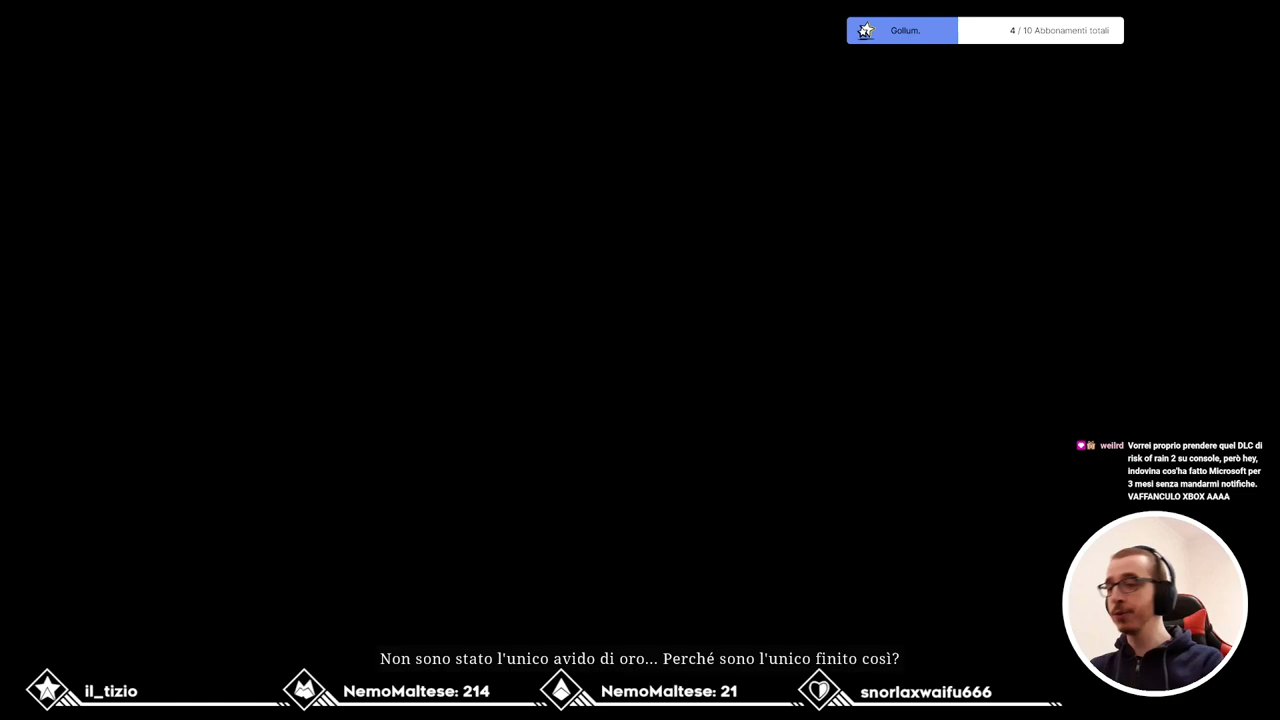 Gollum.
4 / 10 Abbonamenti totali
weilrd Vorrei proprio prendere quel DLC di
risk of rain 2 su console, però hey,
indovina cos'ha fatto Microsoft per
3 mesi senza mandarmi notifiche.
VAFFANCULO XBOX AAAA
Non sono stato l'unico avido di oro... Perché sono l'unico finito così?
il_tizio
NemoMaltese: 214
NemoMaltese: 21
snorlaxwaifu666